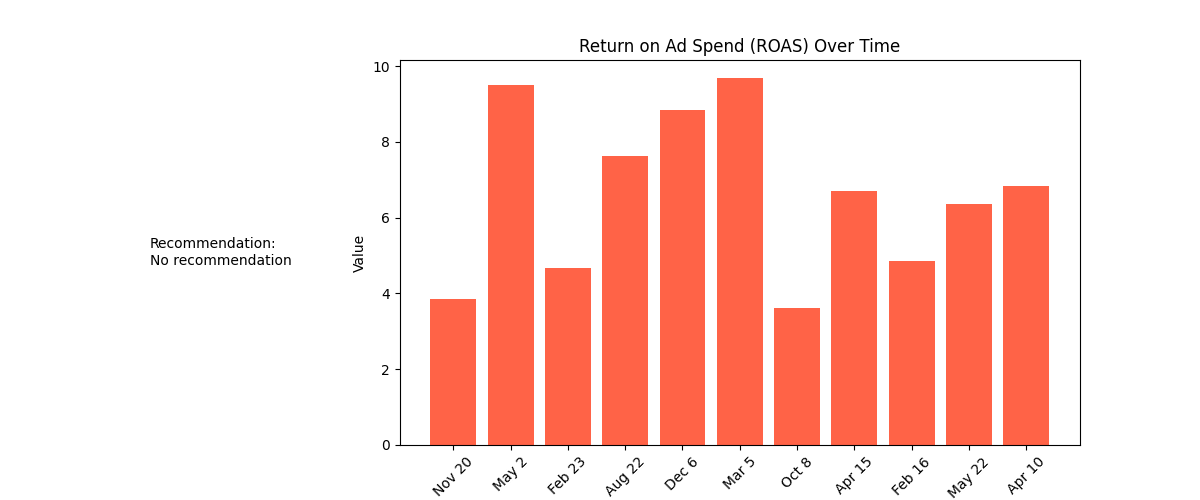 Return on Ad Spend (ROAS) Over Time
10
8
6
4
2
0
Value
Recommendation:
No recommendation
Nov 20
May 2
Feb 23
Aug 22
Dec 6
Mar 5
Oct 8
Apr 15
Feb 16
May 22
Apr 10